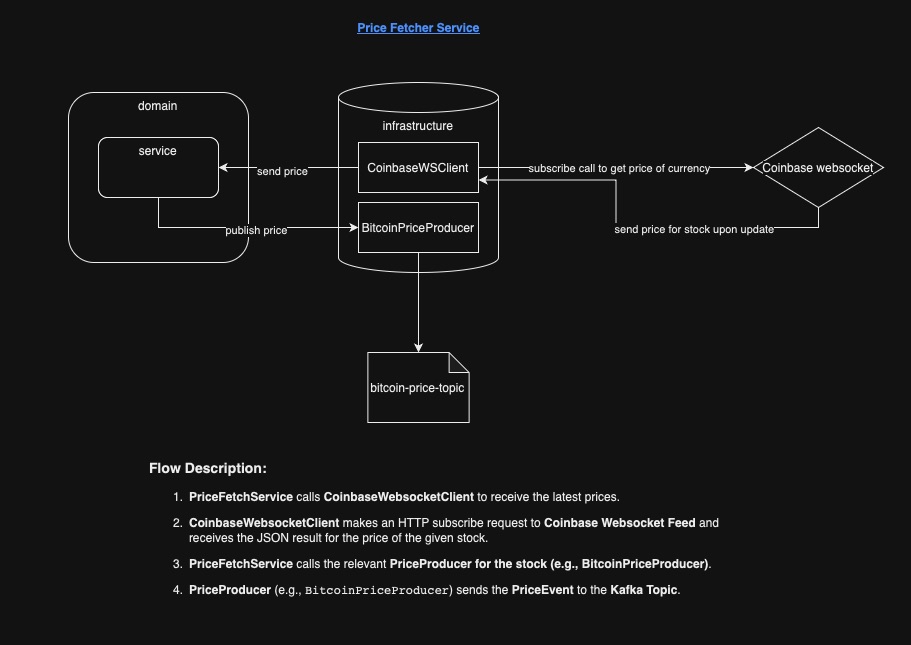 Price Fetcher Service
domain
infrastructure
service
CoinbaseWSClient
send price
subscribe call to get price of currency
Coinbase websocket
publish price
BitcoinPriceProducer
send price for stock upon update
bitcoin-price-topic
Flow Description:
1. PriceFetchService calls CoinbaseWebsocketClient to receive the latest prices.
2. CoinbaseWebsocketClient makes an HTTP subscribe request to Coinbase Websocket Feed and
receives the JSON result for the price of the given stock.
3. PriceFetchService calls the relevant PriceProducer for the stock (e.g., BitcoinPriceProducer).
4. PriceProducer (e.g., BitcoinPriceProducer) sends the PriceEvent to the Kafka Topic.